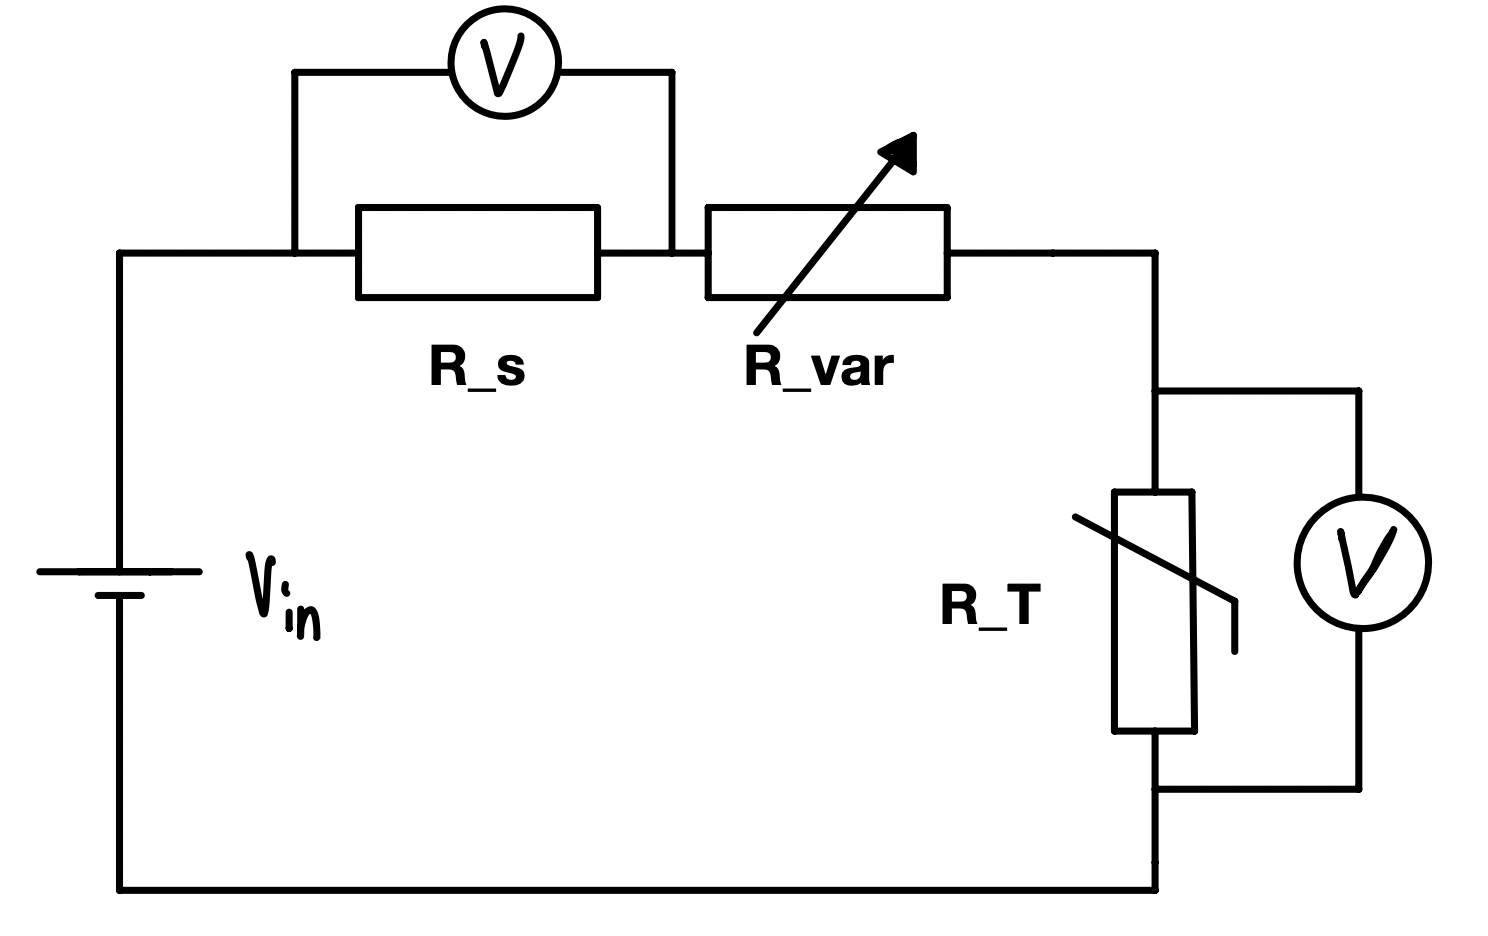 V
R_s
R_var
V_in
R_T
V